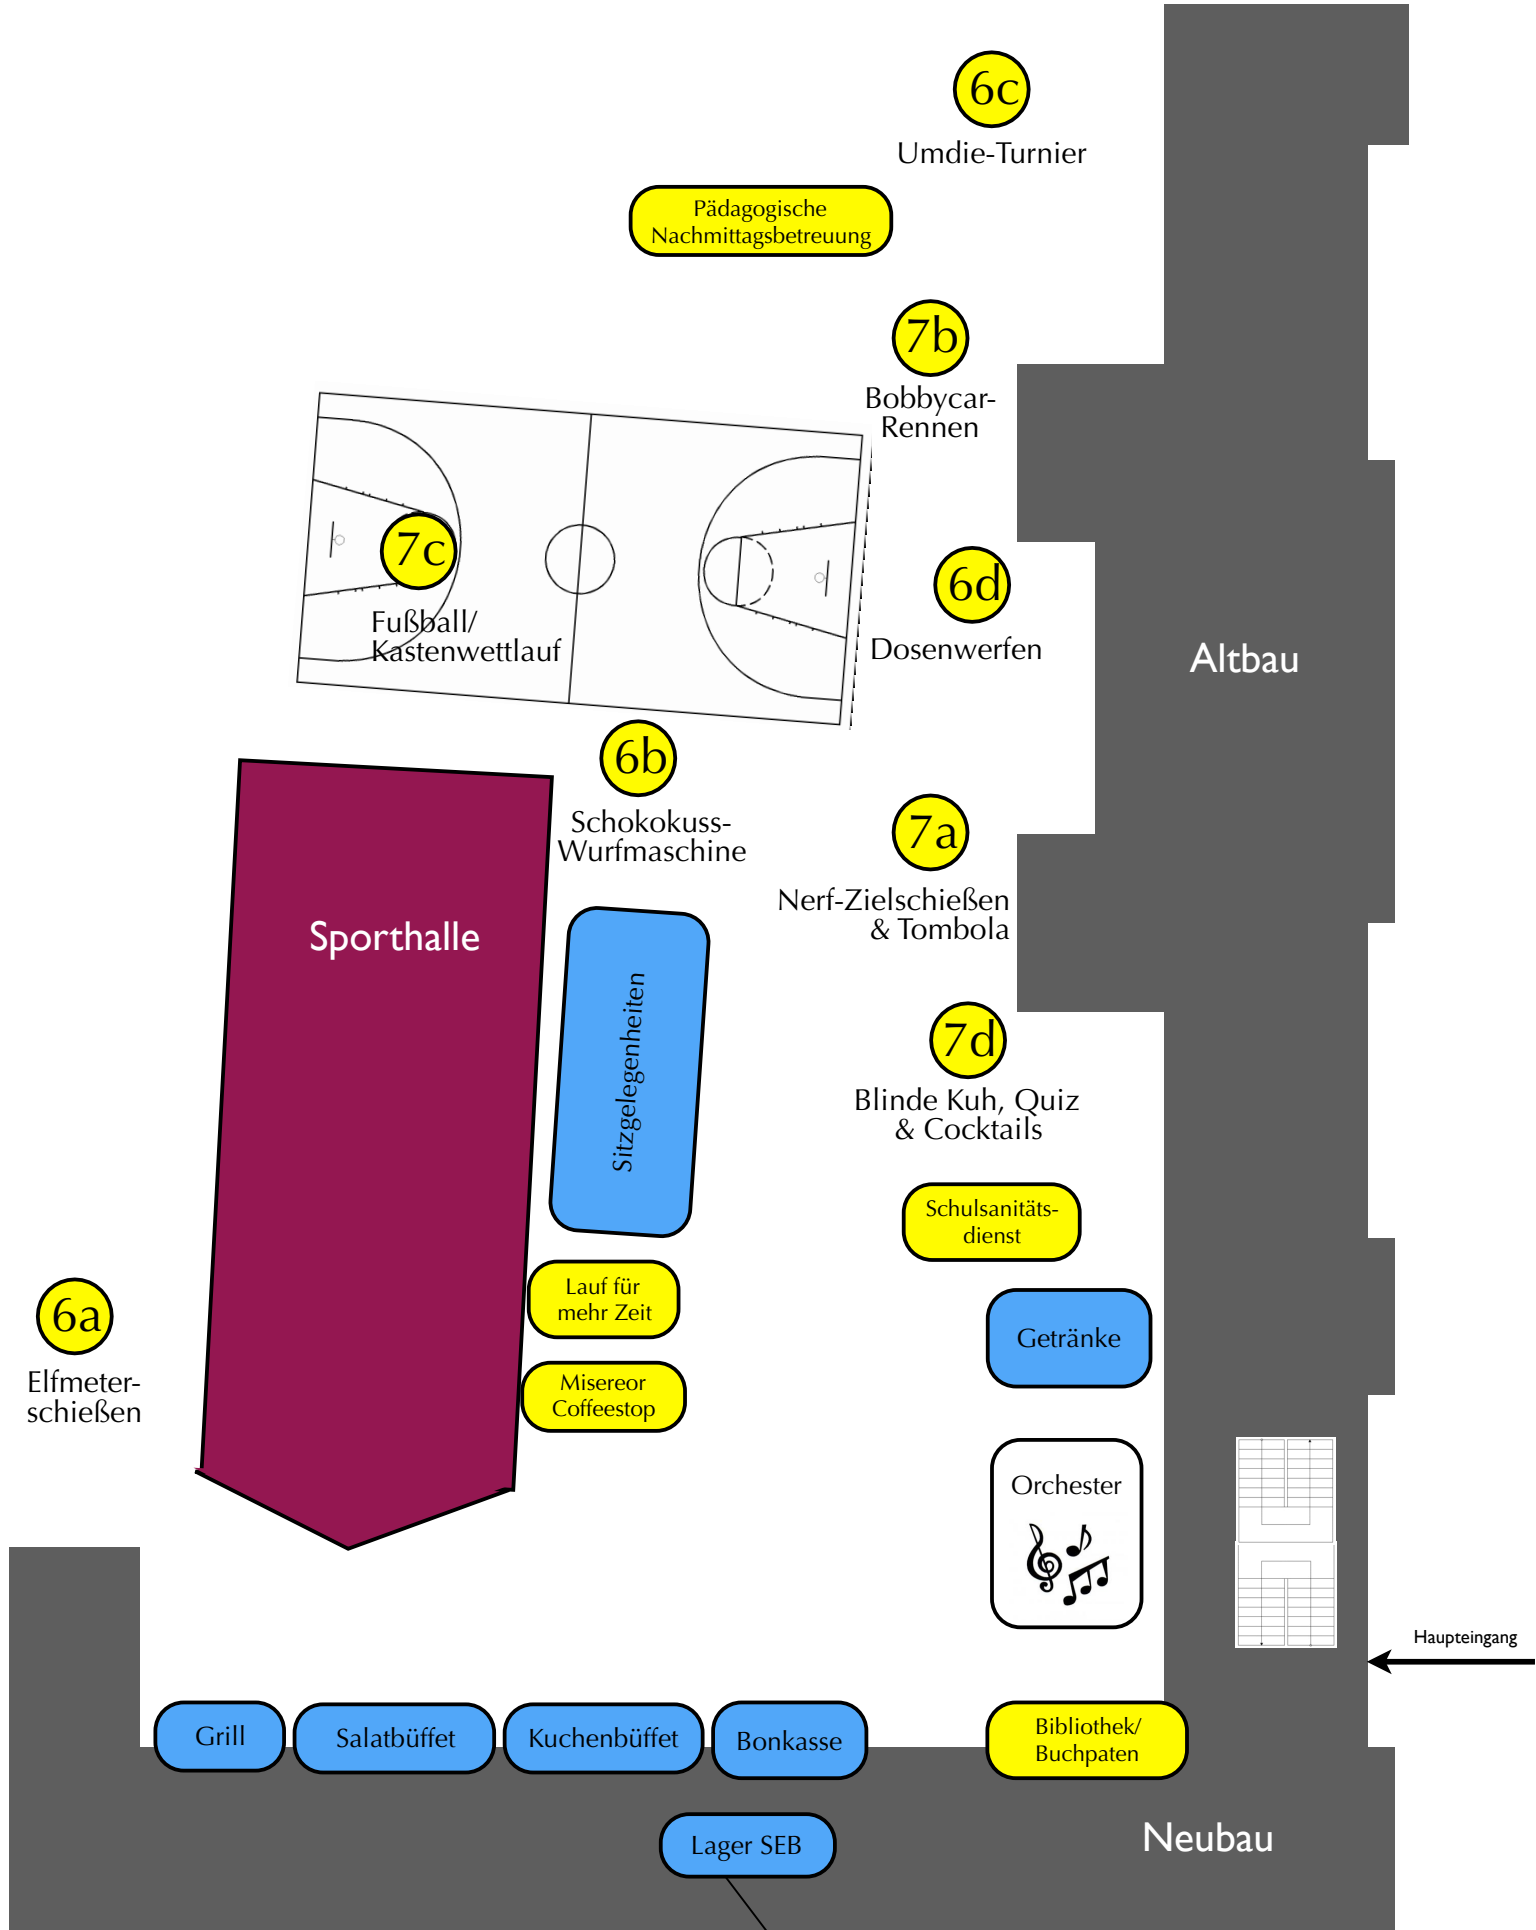 6c
Umdie-Turnier
Pädagogische
Nachmittagsbetreuung
7b
Bobbycar-
Rennen
7c
Fußball/
Kastenwettlauf
6d
Dosenwerfen
Altbau
6b
Schokokuss-
Wurfmaschine
7a
Nerf-Zielschießen
& Tombola
Sporthalle
Sitzgelegenheiten
7d
Blinde Kuh, Quiz
& Cocktails
Schulsanitäts-
dienst
Lauf für
mehr Zeit
6a
Elfmeter-
schießen
Getränke
Misereor
Coffeestop
Orchester
Haupteingang
Grill
Salatbüffet
Kuchenbüffet
Bonkasse
Bibliothek/
Buchpaten
Lager SEB
Neubau